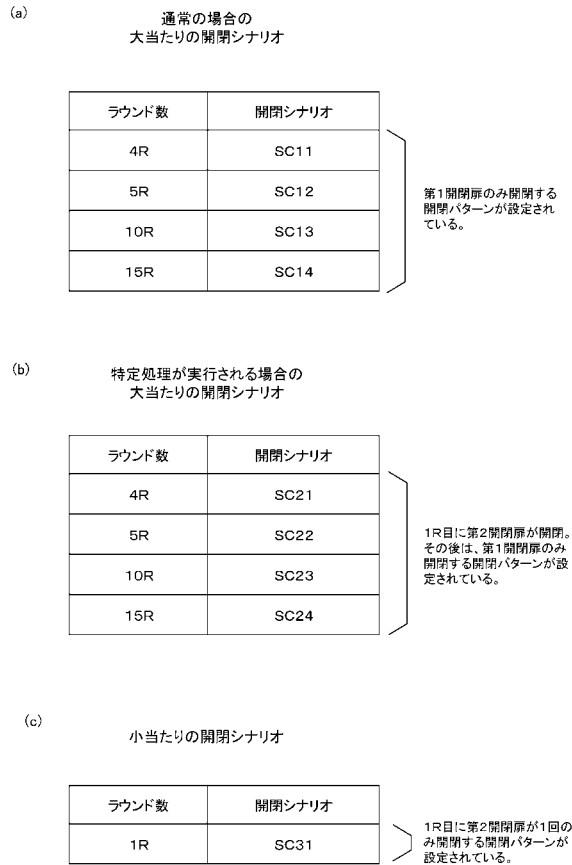 (a)
通常の場合の
大当たりの開閉シナリオ
ラウンド数 開閉シナリオ
4R SC11
5R SC12
10R SC13
15R SC14
第1開閉扉のみ開閉する
開閉パターンが設定され
ている。
(b)
特定処理が実行される場合の
大当たりの開閉シナリオ
ラウンド数 開閉シナリオ
4R SC21
5R SC22
10R SC23
15R SC24
1R目に第2開閉扉が開閉。
その後は、第1開閉扉のみ
開閉する開閉パターンが設
定されている。
(c)
小当たりの開閉シナリオ
ラウンド数 開閉シナリオ
1R SC31
1R目に第2開閉扉が1回の
み開閉する開閉パターンが
設定されている。